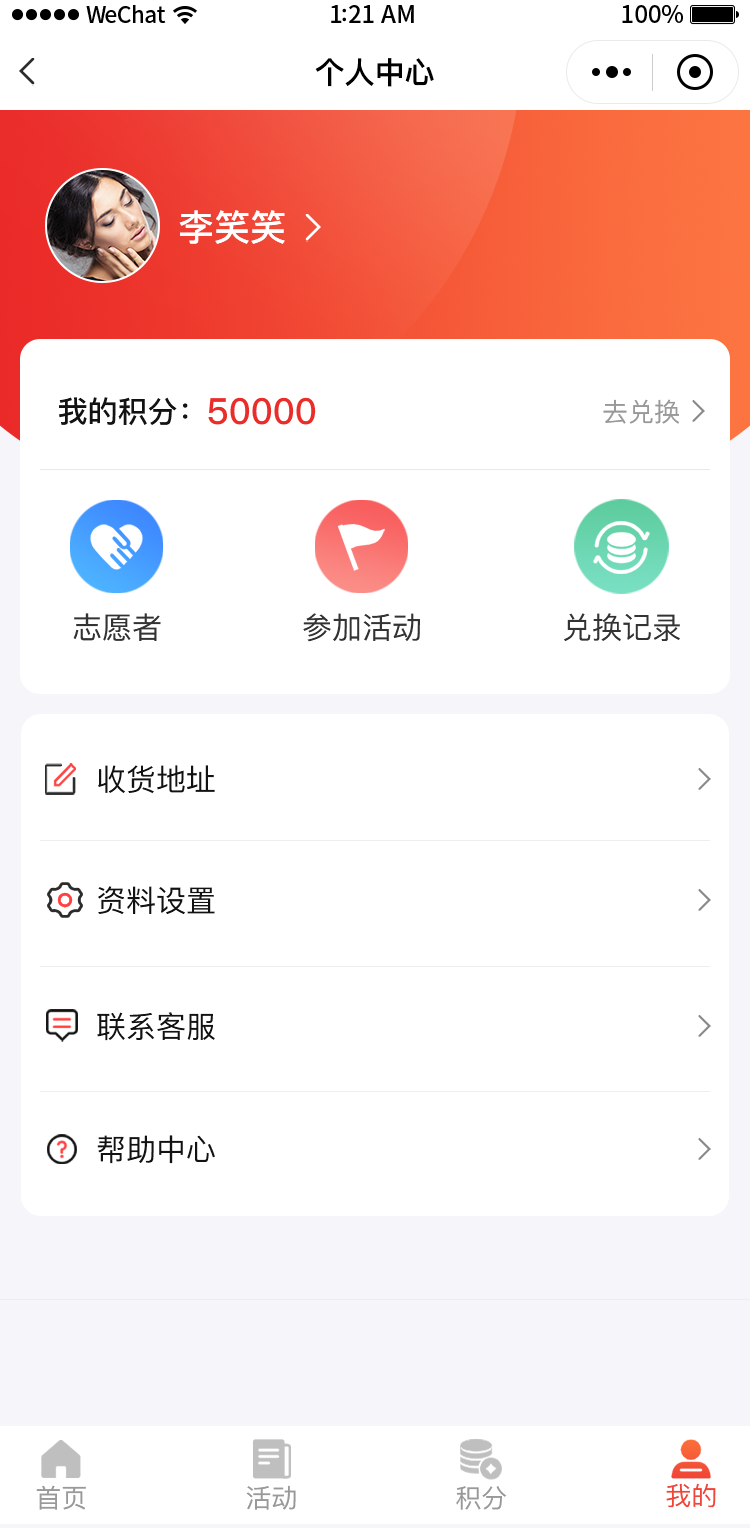 WeChat 1:21 AM 100%
个人中心
李笑笑
我的积分：50000 去兑换
志愿者 参加活动 兑换记录
收货地址
资料设置
联系客服
帮助中心
首页 活动 积分 我的